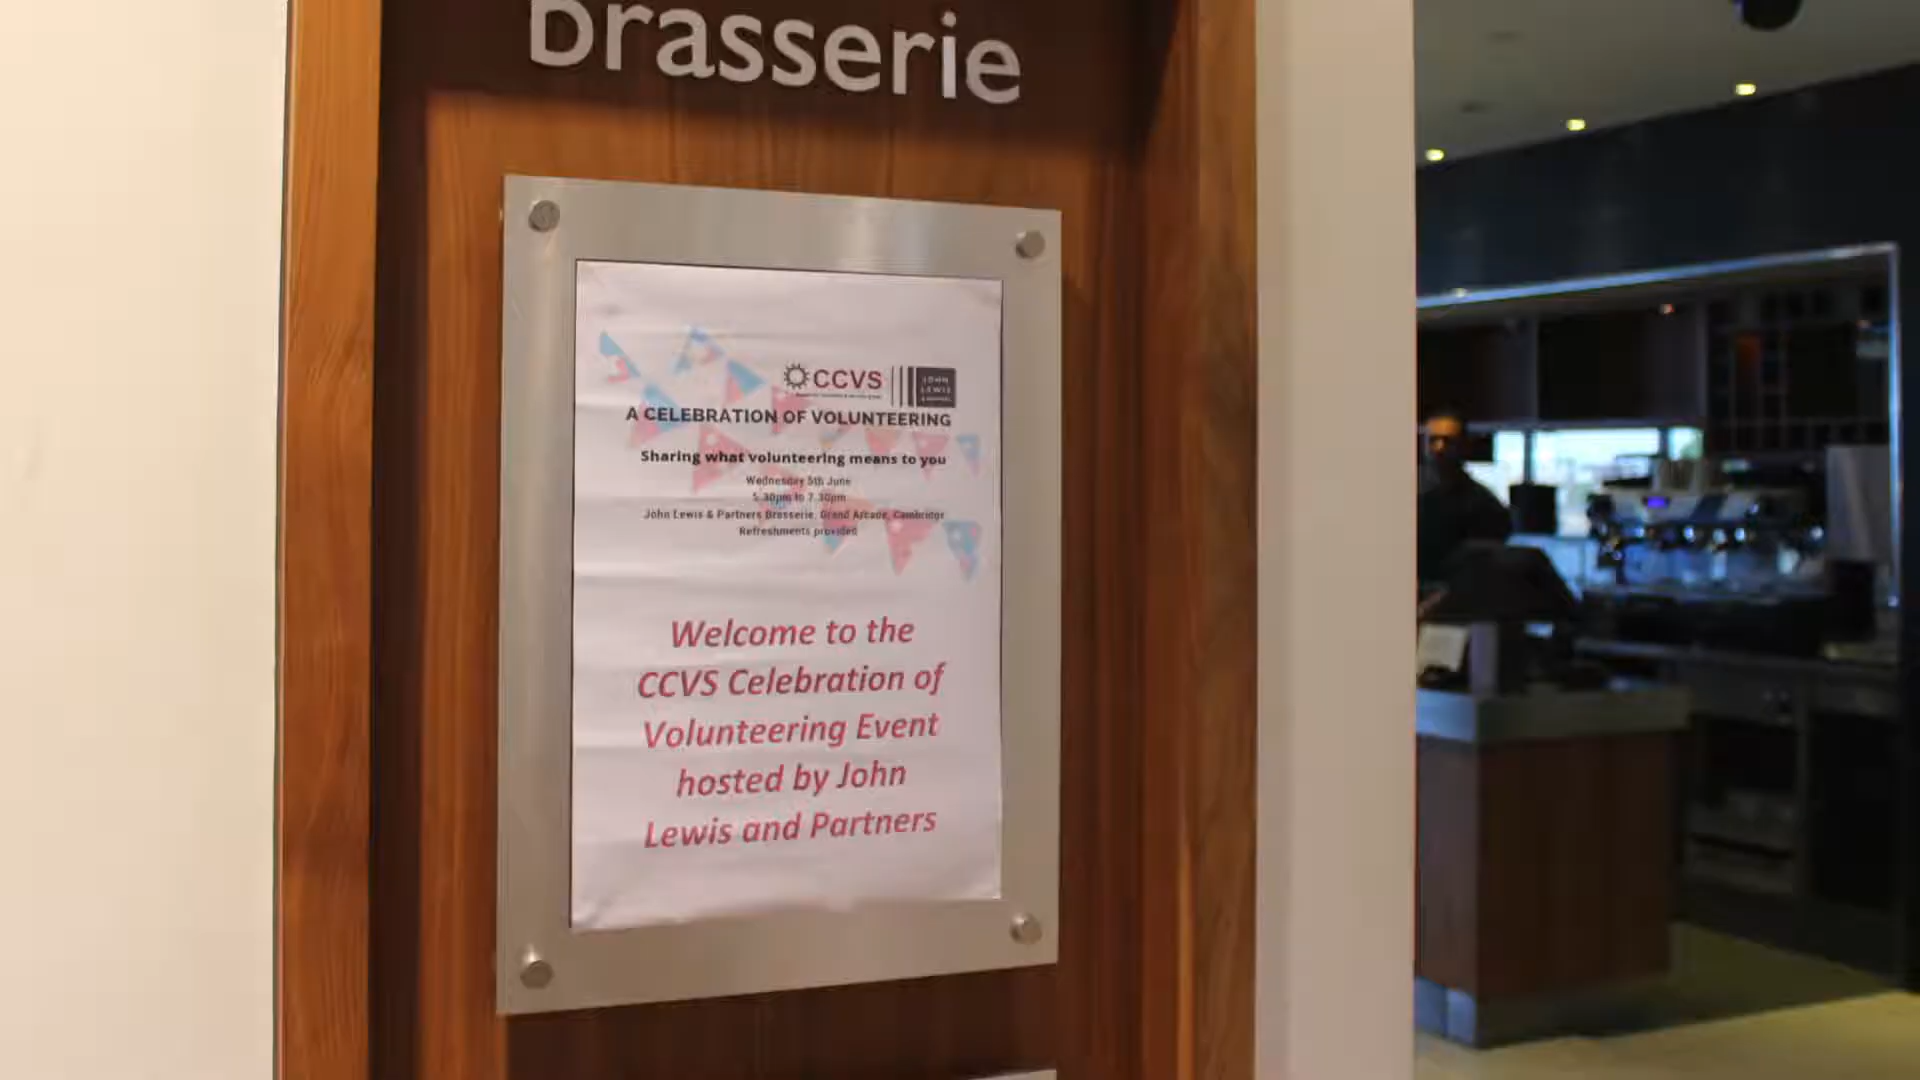 Brasserie
CCVS
JOHN
LEWIS
A CELEBRATION OF VOLUNTEERING
Sharing what volunteering means to you
Wednesday 5th June
5.30pm to 7.30pm
John Lewis & Partners Brasserie, Grand Arcade, Cambridge
Refreshments provided
Welcome to the
CCVS Celebration of
Volunteering Event
hosted by John
Lewis and Partners